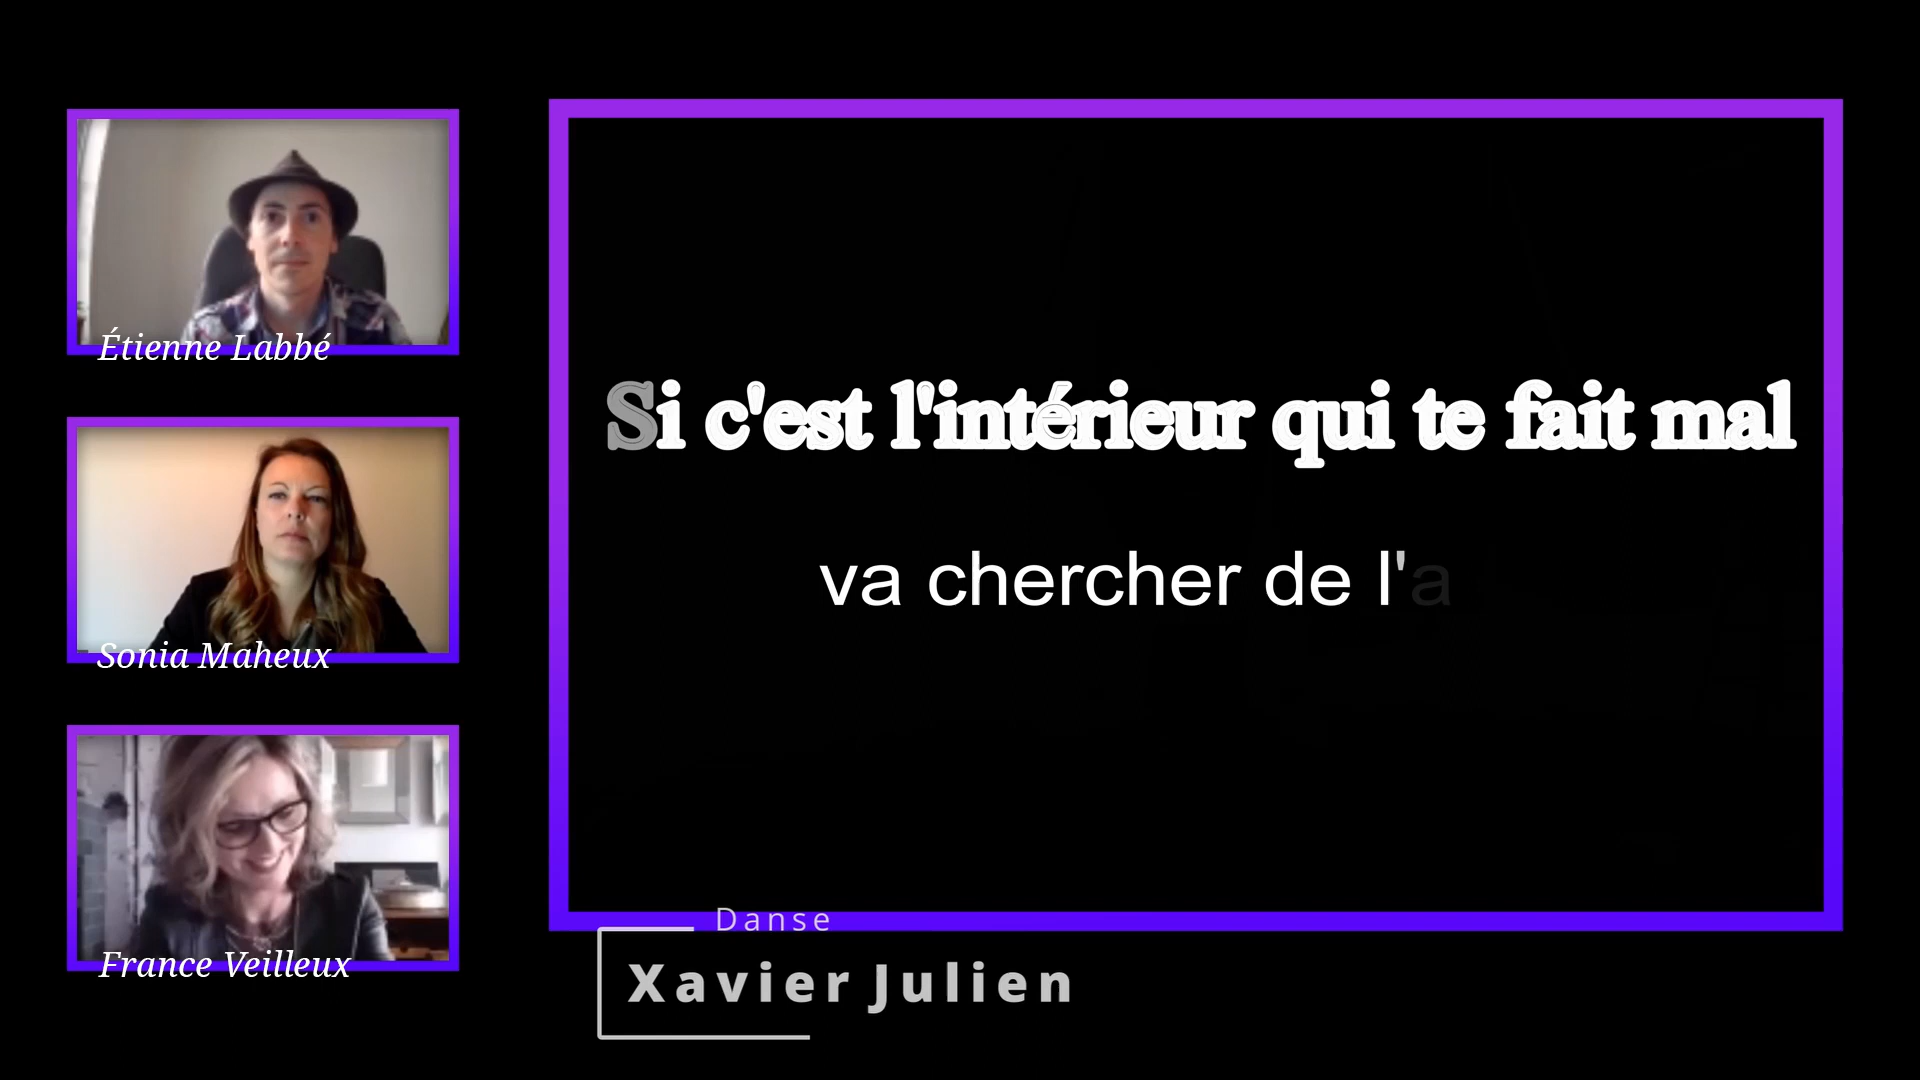 Étienne Labbé
Sonia Maheux
France Veilleux
Si c'est l'intérieur qui te fait mal
va chercher de l'a
Danse
Xavier Julien